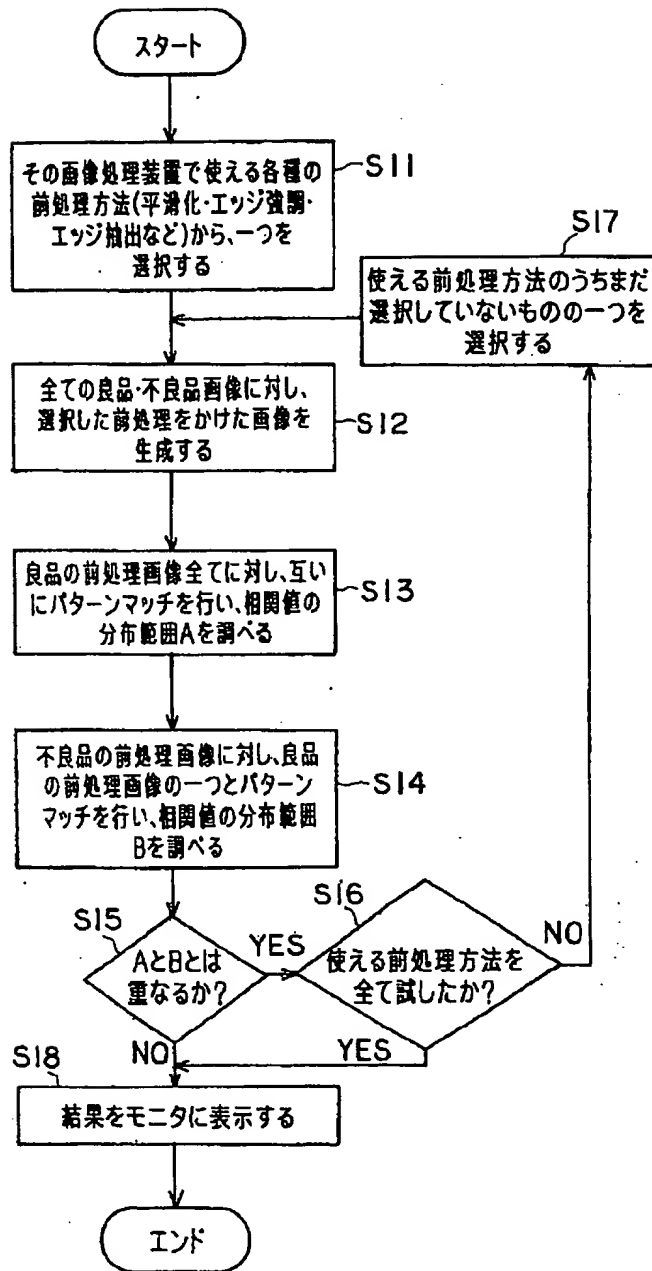 スタート
その画像処理装置で使える各種の
前処理方法(平滑化・エッジ強調・
エッジ抽出など)から、一つを
選択する
S11
S17
使える前処理方法のうちまだ
選択していないものの一つを
選択する
全ての良品・不良品画像に対し、
選択した前処理をかけた画像を
生成する
S12
良品の前処理画像全てに対し、互い
にパターンマッチを行い、相関値の
分布範囲Aを調べる
S13
不良品の前処理画像に対し、良品
の前処理画像の一つとパターン
マッチを行い、相関値の分布範囲
Bを調べる
S14
S15
AとBとは
重なるか?
YES
S16
使える前処理方法を
全て試したか?
NO
NO
YES
S18
結果をモニタに表示する
エンド